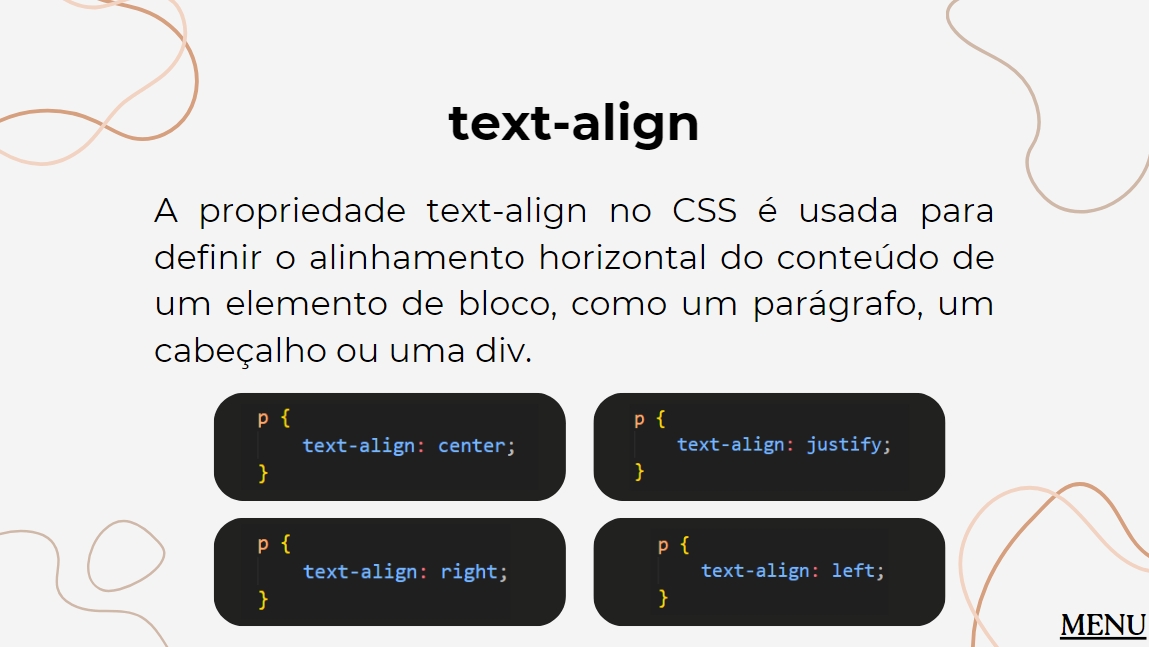 text-align
A propriedade text-align no CSS é usada para
definir o alinhamento horizontal do conteúdo de
um elemento de bloco, como um parágrafo, um
cabeçalho ou uma div.
p {
text-align: center;
}
p {
text-align: justify;
}
p {
text-align: right;
}
p {
text-align: left;
}
MENU